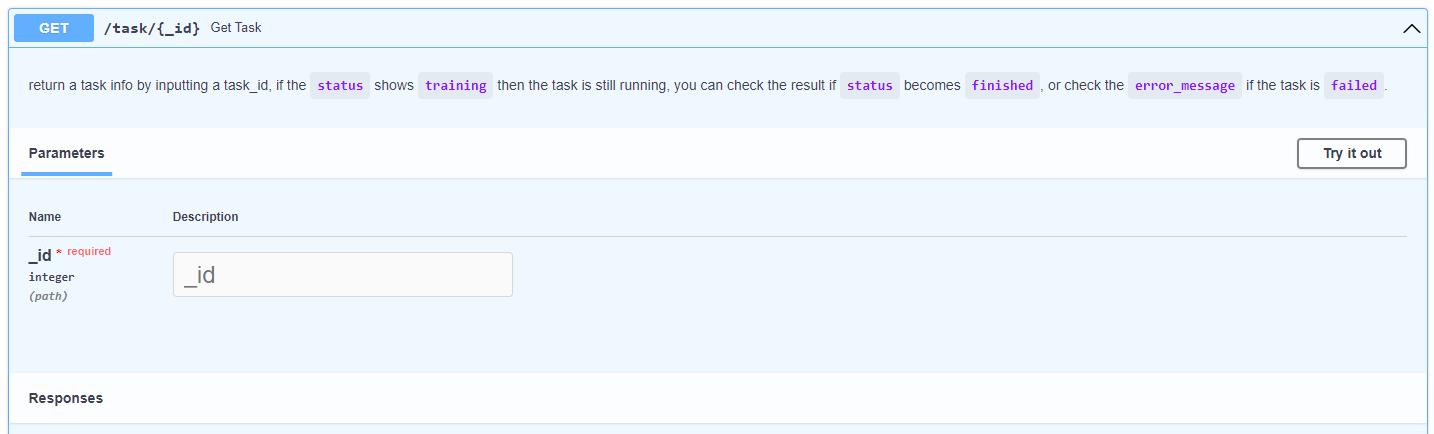 GET /task/{_id} Get Task
return a task info by inputting a task_id, if the status shows training then the task is still running, you can check the result if status becomes finished , or check the error_message if the task is failed .
Parameters Try it out
Name Description
_id * required _id
integer
(path)
Responses